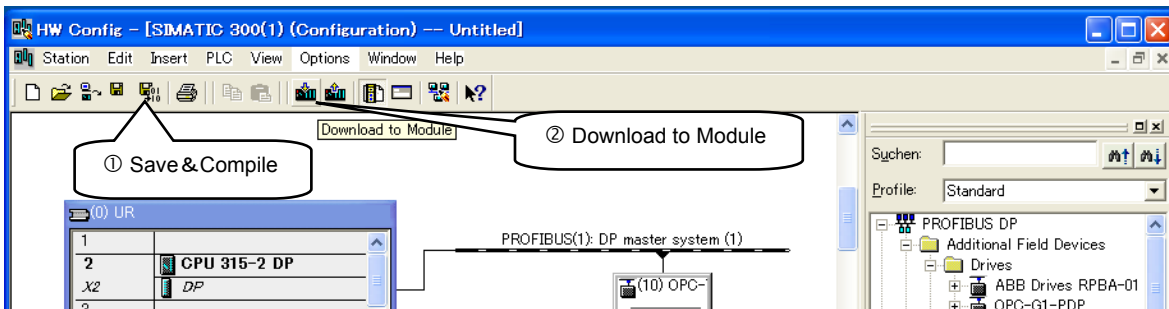 HW Config - [SIMATIC 300(1) (Configuration) -- Untitled]
Station Edit Insert PLC View Options Window Help
Download to Module
① Save&Compile
② Download to Module
Suchen:
Profile: Standard
(0) UR
1
2 CPU 315-2 DP
X2 DP
3
PROFIBUS(1): DP master system (1)
(10) OPC-
PROFIBUS DP
Additional Field Devices
Drives
ABB Drives RPBA-01
OPC-G1-PDP